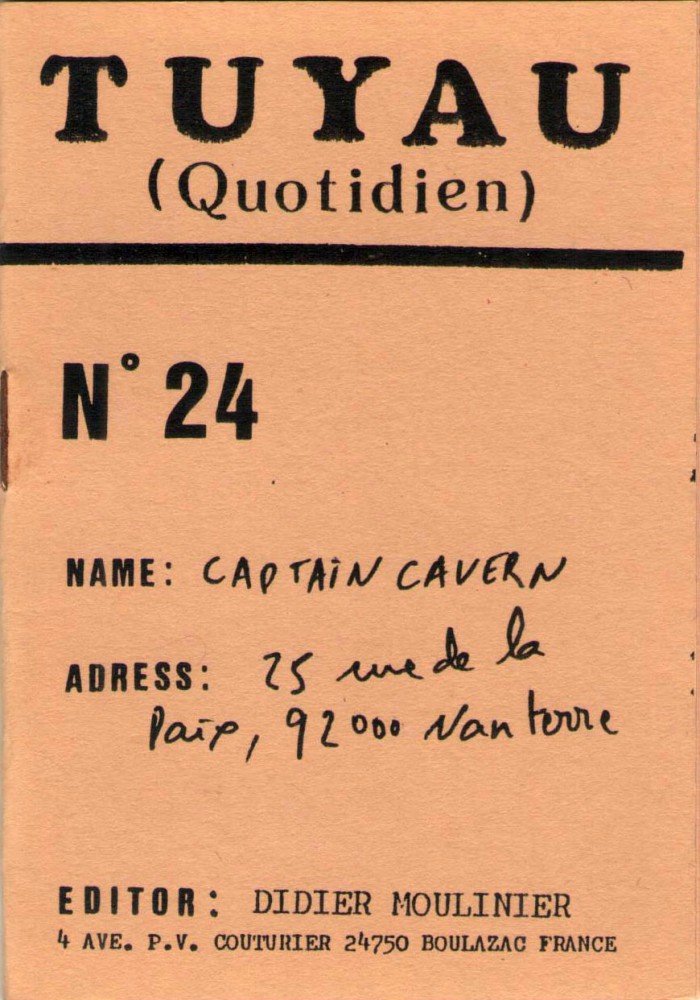 TUYAU
(Quotidien)
N° 24
NAME: CAPTAIN CAVERN
ADRESS: 25 rue de la
Paix, 92000 Nanterre
EDITOR: DIDIER MOULINIER
4 AVE. P.V. COUTURIER 24750 BOULAZAC FRANCE